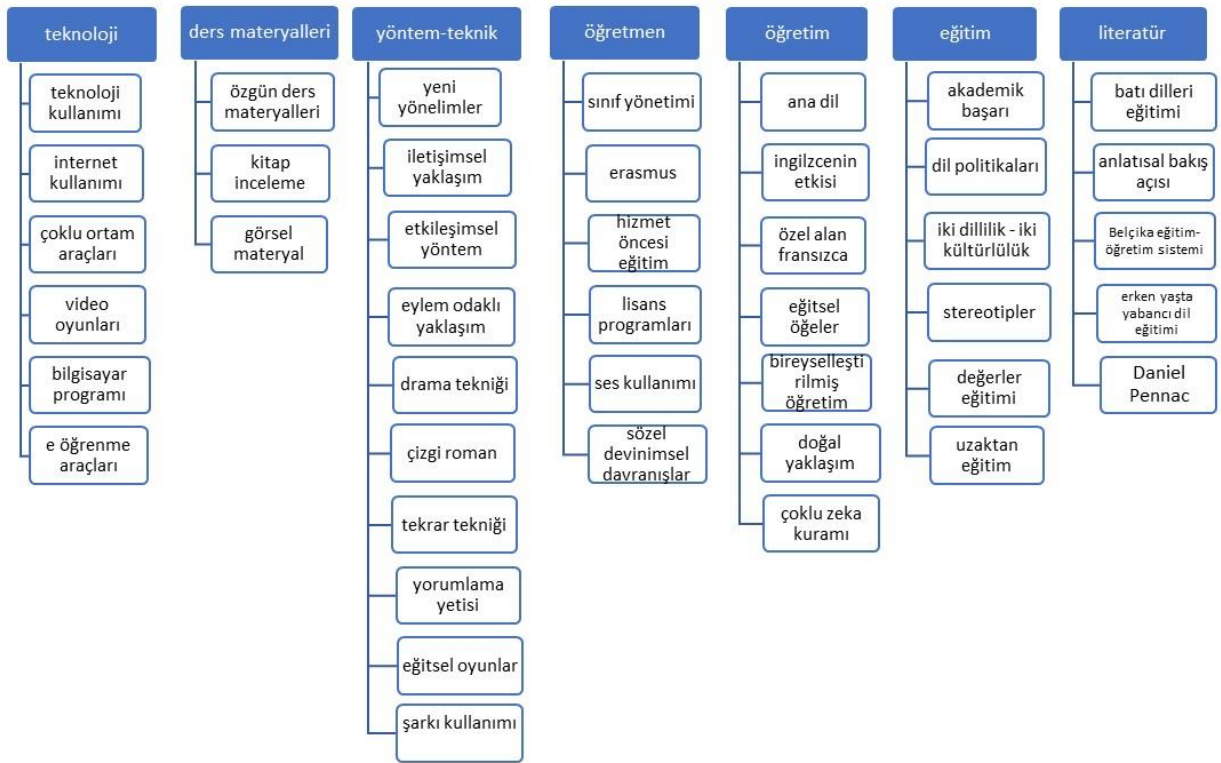 teknoloji
teknoloji
kullanımı
internet
kullanımı
çoklu ortam
araçları
video
oyunları
bilgisayar
programı
e öğrenme
araçları
ders materyalleri
özgün ders
materyalleri
kitap
inceleme
görsel
materyal
yöntem-teknik
yeni
yönelimler
iletişimsel
yaklaşım
etkileşimsel
yöntem
eylem odaklı
yaklaşım
drama tekniği
çizgi roman
tekrar tekniği
yorumlama
yetisi
eğitsel oyunlar
şarkı kullanımı
öğretmen
sınıf yönetimi
erasmus
hizmet
öncesi
eğitim
lisans
programları
ses kullanımı
sözel
devinimsel
davranışlar
öğretim
ana dil
ingilzcenin
etkisi
özel alan
fransızca
eğitsel
öğeler
bireyselleşti
rilmiş
öğretim
doğal
yaklaşım
çoklu zeka
kuramı
eğitim
akademik
başarı
dil politikaları
iki dillilik - iki
kültürlülük
stereotipler
değerler
eğitimi
uzaktan
eğitim
literatür
batı dilleri
eğitimi
anlatısal bakış
açısı
Belçika eğitim-
öğretim sistemi
erken yaşta
yabancı dil
eğitimi
Daniel
Pennac